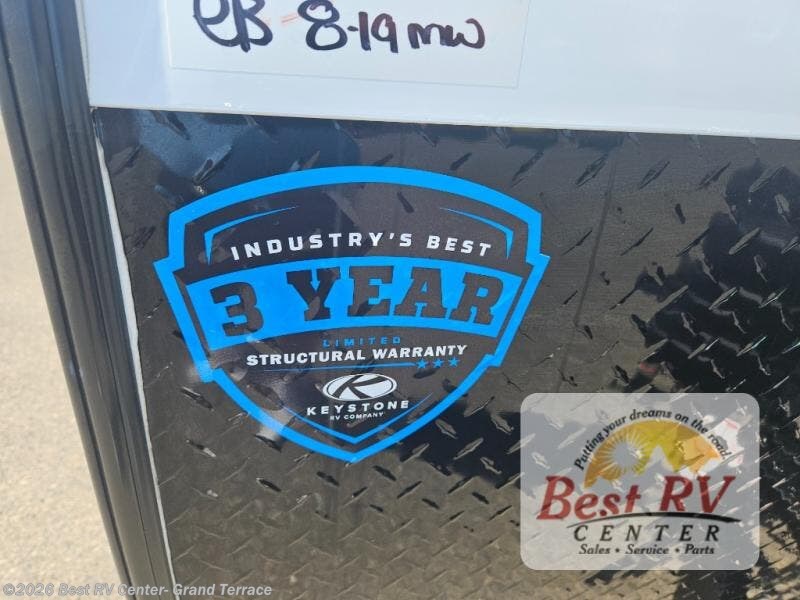 PB 8-19 mw
INDUSTRY'S BEST
3 YEAR
LIMITED
STRUCTURAL WARRANTY
K
KEYSTONE
RV COMPANY
Putting your dreams on the road.
Best RV
CENTER
Sales • Service • Parts
©2026 Best RV Center- Grand Terrace